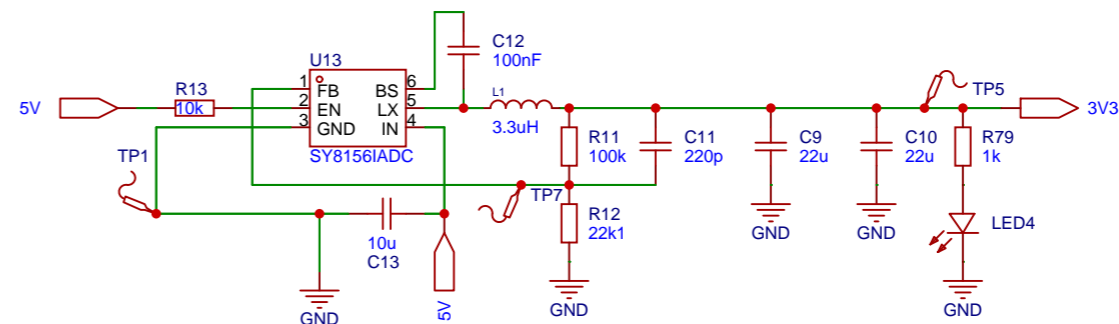 C12
100nF
U13
R13
10k
5V
1
FB
2
EN
3
GND
BS
6
LX
5
IN
4
SY8156IADC
L1
3.3uH
TP5
3V3
R11
100k
C11
220p
C9
22u
C10
22u
R79
1k
TP1
TP7
R12
22k1
10u
C13
5V
LED4
GND
GND
GND
GND
GND